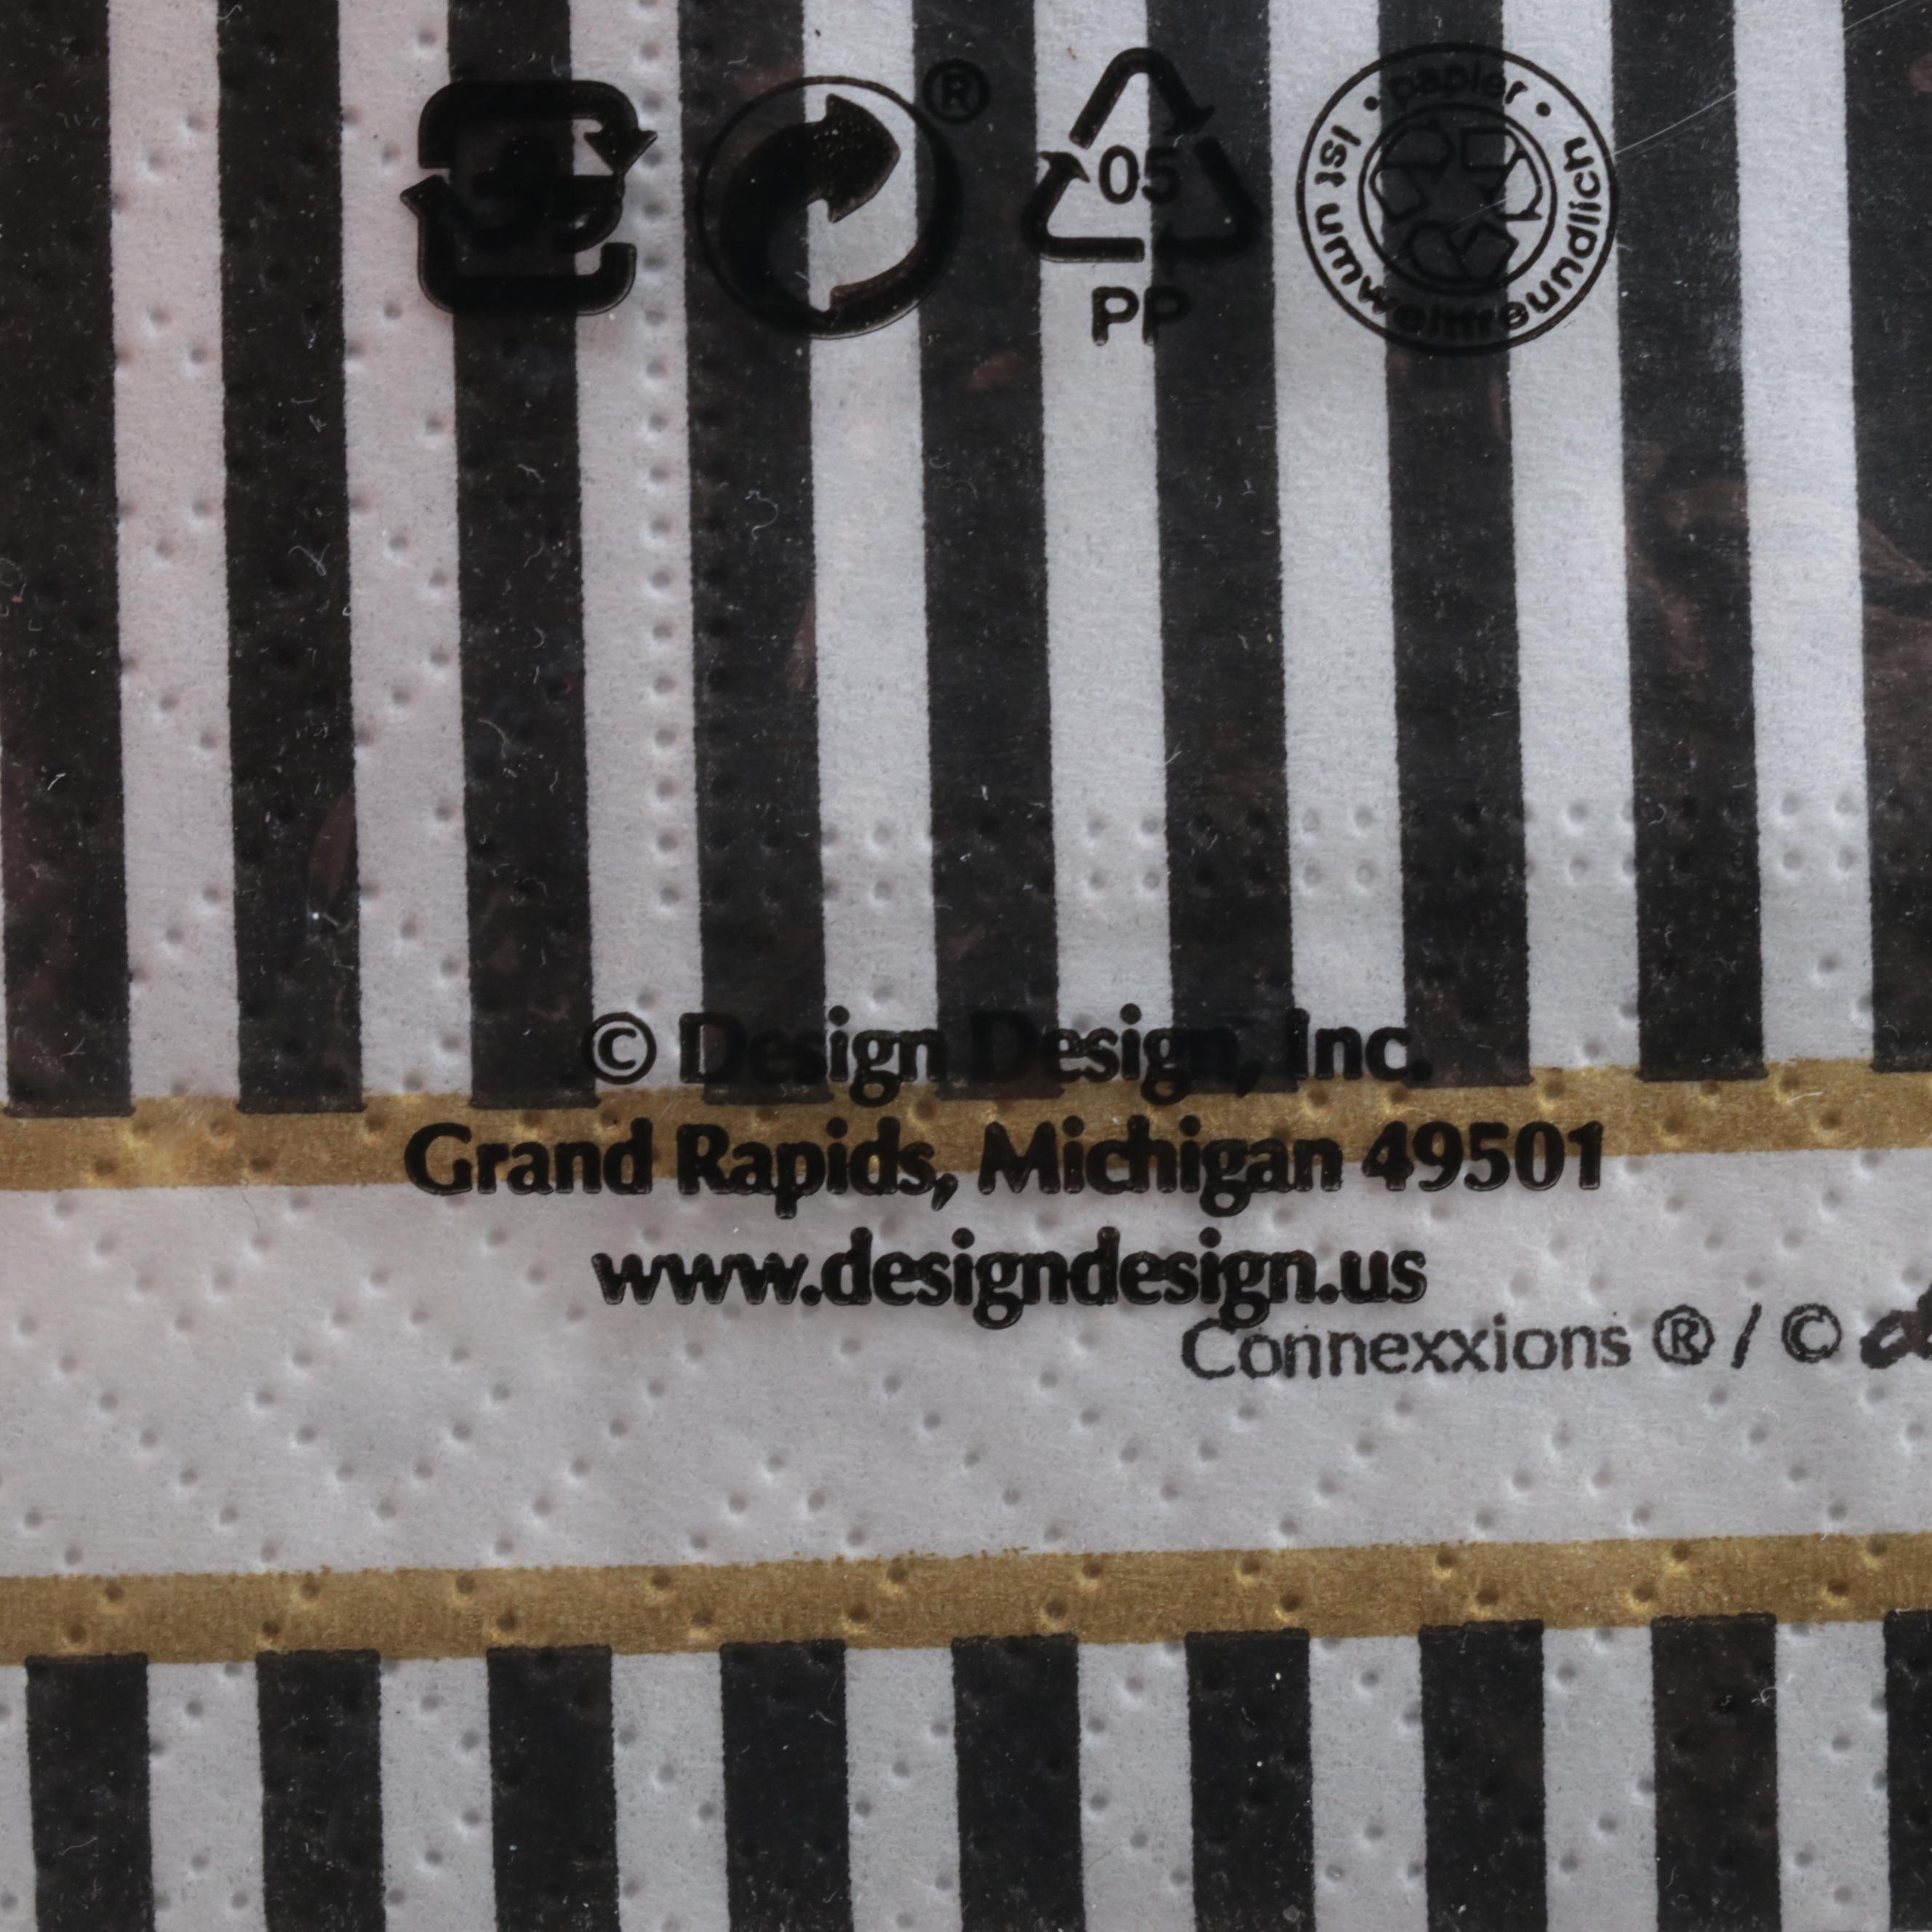 ®
05
PP
• papier • ist umweltfreundlich
© Design Design, Inc.
Grand Rapids, Michigan 49501
www.designdesign.us
Connexxions ® / ©